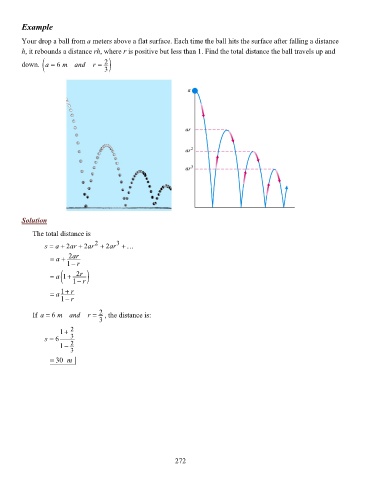 Example
Your drop a ball from a meters above a flat surface. Each time the ball hits the surface after falling a distance
h, it rebounds a distance rh, where r is positive but less than 1. Find the total distance the ball travels up and
down. (a = 6 m and r = 2/3)
a
ar
ar²
ar³
Solution
The total distance is
s = a + 2ar + 2ar² + 2ar³ + …
= a + 2ar/(1 − r)
= a(1 + 2r/(1 − r))
= a (1 + r)/(1 − r)
If a = 6 m and r = 2/3, the distance is:
s = 6 (1 + 2/3)/(1 − 2/3)
= 30 m
272